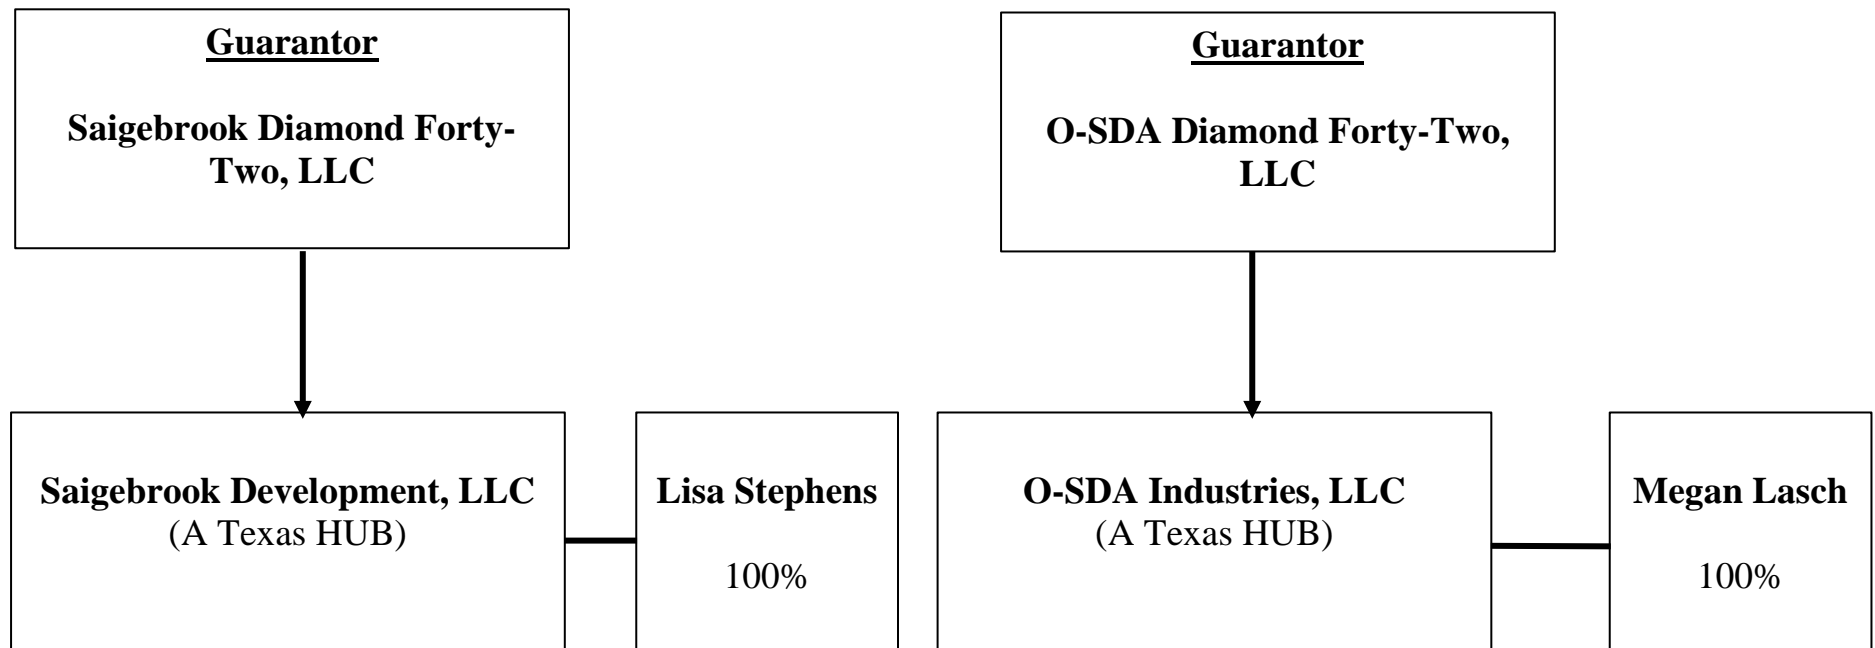 Guarantor
Saigebrook Diamond Forty-
Two, LLC
Guarantor
O-SDA Diamond Forty-Two,
LLC
Saigebrook Development, LLC
(A Texas HUB)
Lisa Stephens
100%
O-SDA Industries, LLC
(A Texas HUB)
Megan Lasch
100%